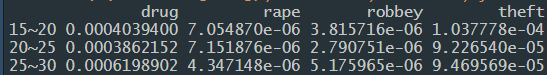 drug rape robbey theft
15~20 0.0004039400 7.054870e-06 3.815716e-06 1.037778e-04
20~25 0.0003862152 7.151876e-06 2.790751e-06 9.226540e-05
25~30 0.0006198902 4.347148e-06 5.175965e-06 9.469569e-05